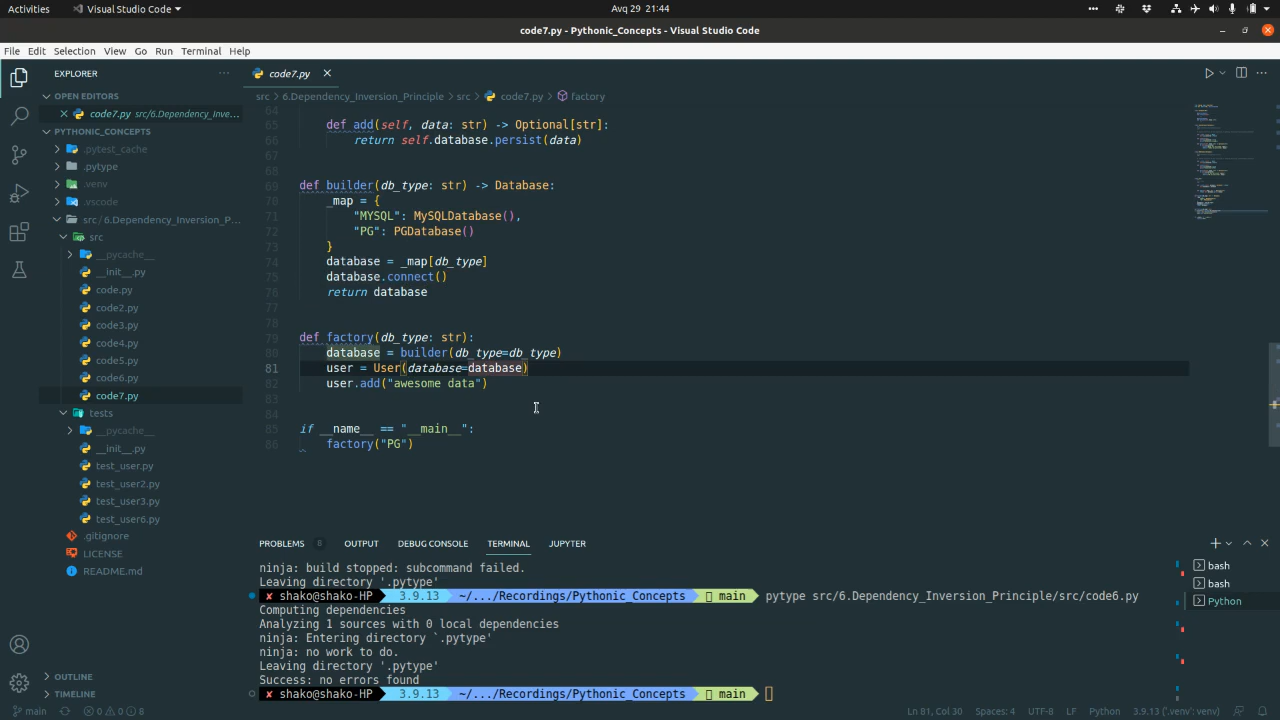 Activities
Visual Studio Code
Avq 29 21:44
code7.py - Pythonic_Concepts - Visual Studio Code
File Edit Selection View Go Run Terminal Help
EXPLORER
OPEN EDITORS
code7.py src/6.Dependency_Inve...
PYTHONIC_CONCEPTS
.pytest_cache
.pytype
.venv
.vscode
src/6.Dependency_Inversion_P...
src
__pycache__
__init__.py
code.py
code2.py
code3.py
code4.py
code5.py
code6.py
code7.py
tests
__pycache__
__init__.py
test_user.py
test_user2.py
test_user3.py
test_user6.py
.gitignore
LICENSE
README.md
OUTLINE
TIMELINE
code7.py
src > 6.Dependency_Inversion_Principle > src > code7.py > factory
64
65 def add(self, data: str) -> Optional[str]:
66 return self.database.persist(data)
67
68
69 def builder(db_type: str) -> Database:
70 _map = {
71 "MYSQL": MySQLDatabase(),
72 "PG": PGDatabase()
73 }
74 database = _map[db_type]
75 database.connect()
76 return database
77
78
79 def factory(db_type: str):
80 database = builder(db_type=db_type)
81 user = User(database=database)
82 user.add("awesome data")
83
84
85 if __name__ == "__main__":
86 factory("PG")
PROBLEMS 8 OUTPUT DEBUG CONSOLE TERMINAL JUPYTER
ninja: build stopped: subcommand failed.
Leaving directory '.pytype'
✘ shako@shako-HP 3.9.13 ~/.../Recordings/Pythonic_Concepts main pytype src/6.Dependency_Inversion_Principle/src/code6.py
Computing dependencies
Analyzing 1 sources with 0 local dependencies
ninja: Entering directory `.pytype'
ninja: no work to do.
Leaving directory '.pytype'
Success: no errors found
✘ shako@shako-HP 3.9.13 ~/.../Recordings/Pythonic_Concepts main
bash
bash
Python
main 0 0 8
Ln 81, Col 30 Spaces: 4 UTF-8 LF Python 3.9.13 ('.venv': venv)